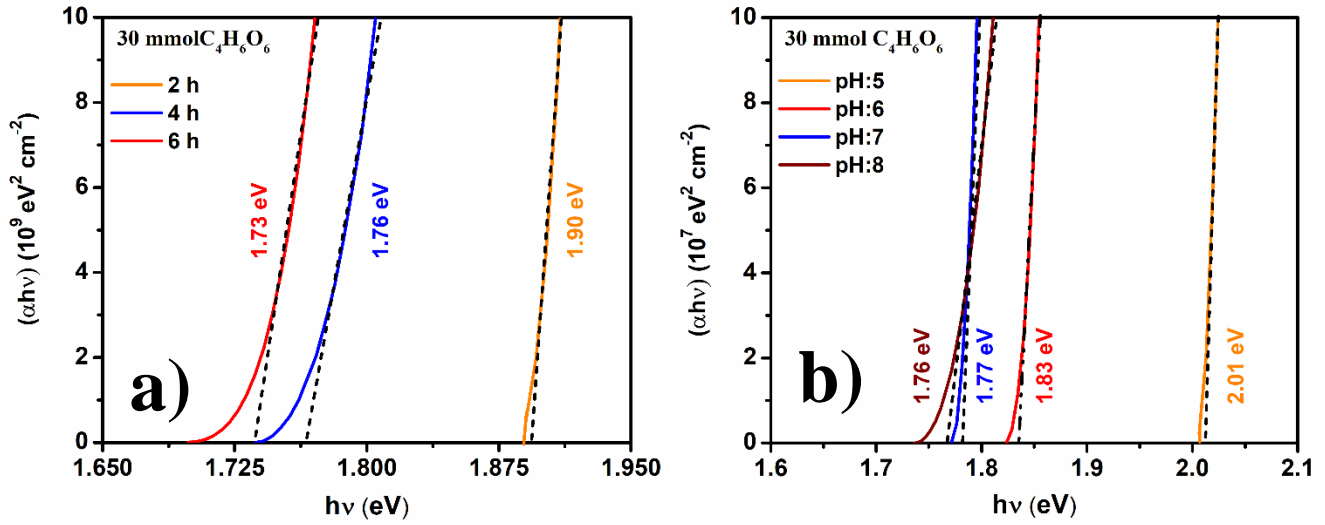 30 mmolC₄H₆O₆
2 h
4 h
6 h
(αhν) (10⁹ eV² cm⁻²)
10
8
6
4
2
0
1.73 eV
1.76 eV
1.90 eV
a)
1.650
1.725
1.800
1.875
1.950
hν (eV)
30 mmol C₄H₆O₆
pH:5
pH:6
pH:7
pH:8
(αhν) (10⁷ eV² cm⁻²)
10
8
6
4
2
0
1.76 eV
1.77 eV
1.83 eV
2.01 eV
b)
1.6
1.7
1.8
1.9
2.0
2.1
hν (eV)